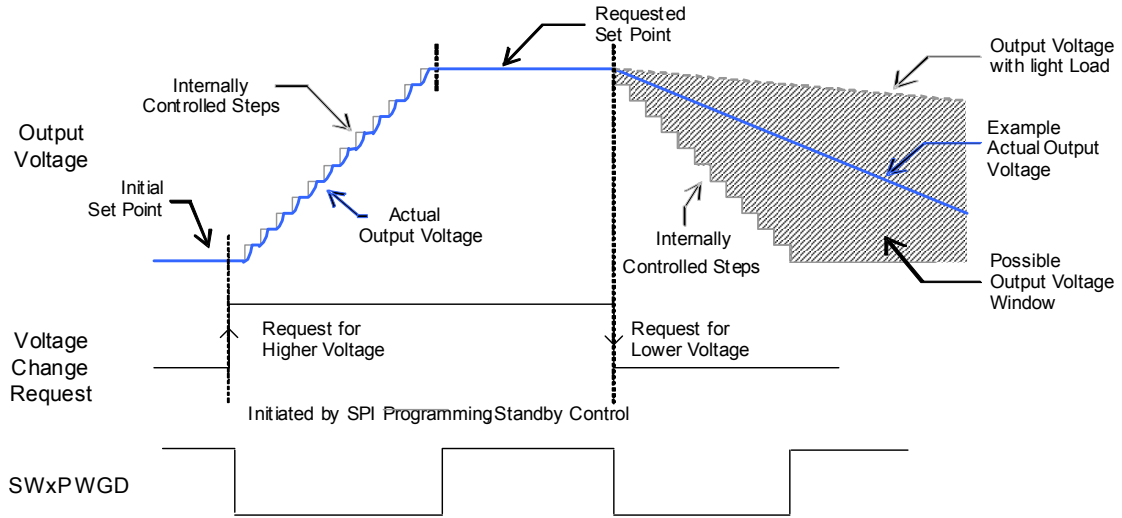 Requested
Set Point
Output Voltage
with light Load
Internally
Controlled Steps
Output
Voltage
Example
Actual Output
Voltage
Initial
Set Point
Actual
Output Voltage
Internally
Controlled Steps
Possible
Output Voltage
Window
Voltage
Change
Request
Request for
Higher Voltage
Request for
Lower Voltage
Initiated by SPI Programming, Standby Control
SWxPWGD